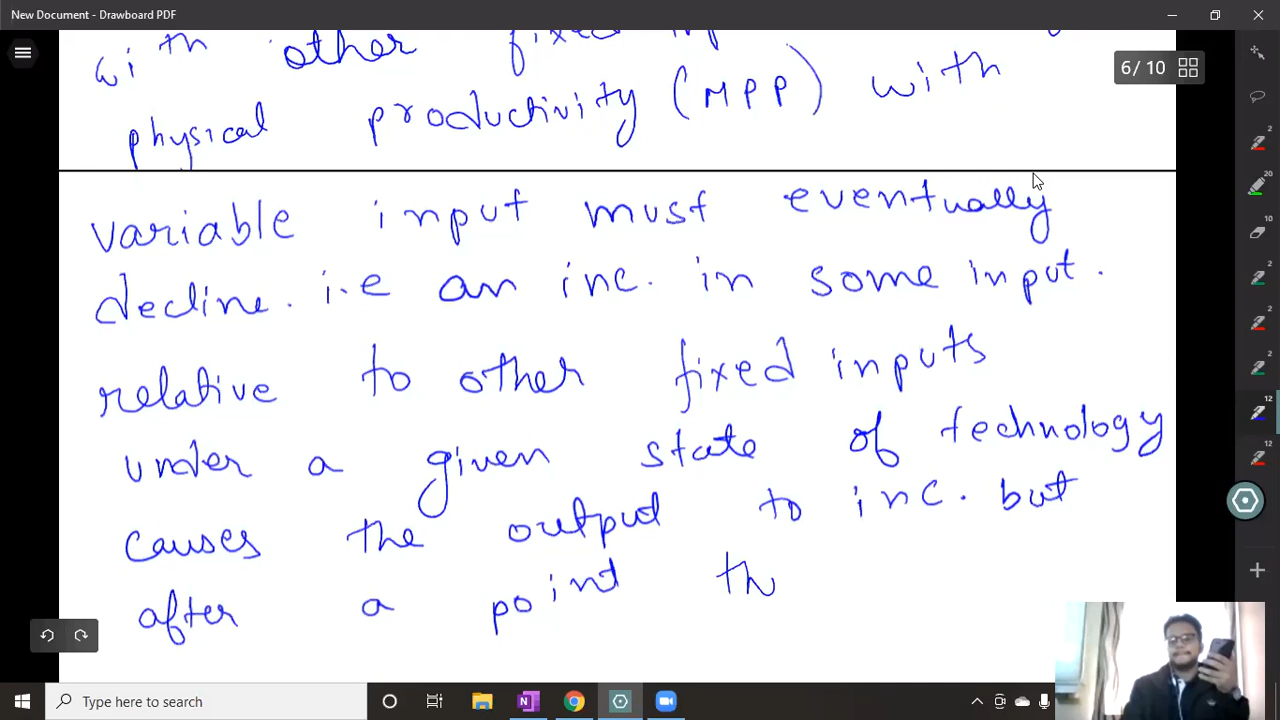 New Document - Drawboard PDF
6 / 10
with other fixed inp
physical productivity (MPP) with
variable input must eventually
decline. i.e an inc. in some input.
relative to other fixed inputs
under a given state of technology
causes the output to inc. but
after a point th
Type here to search